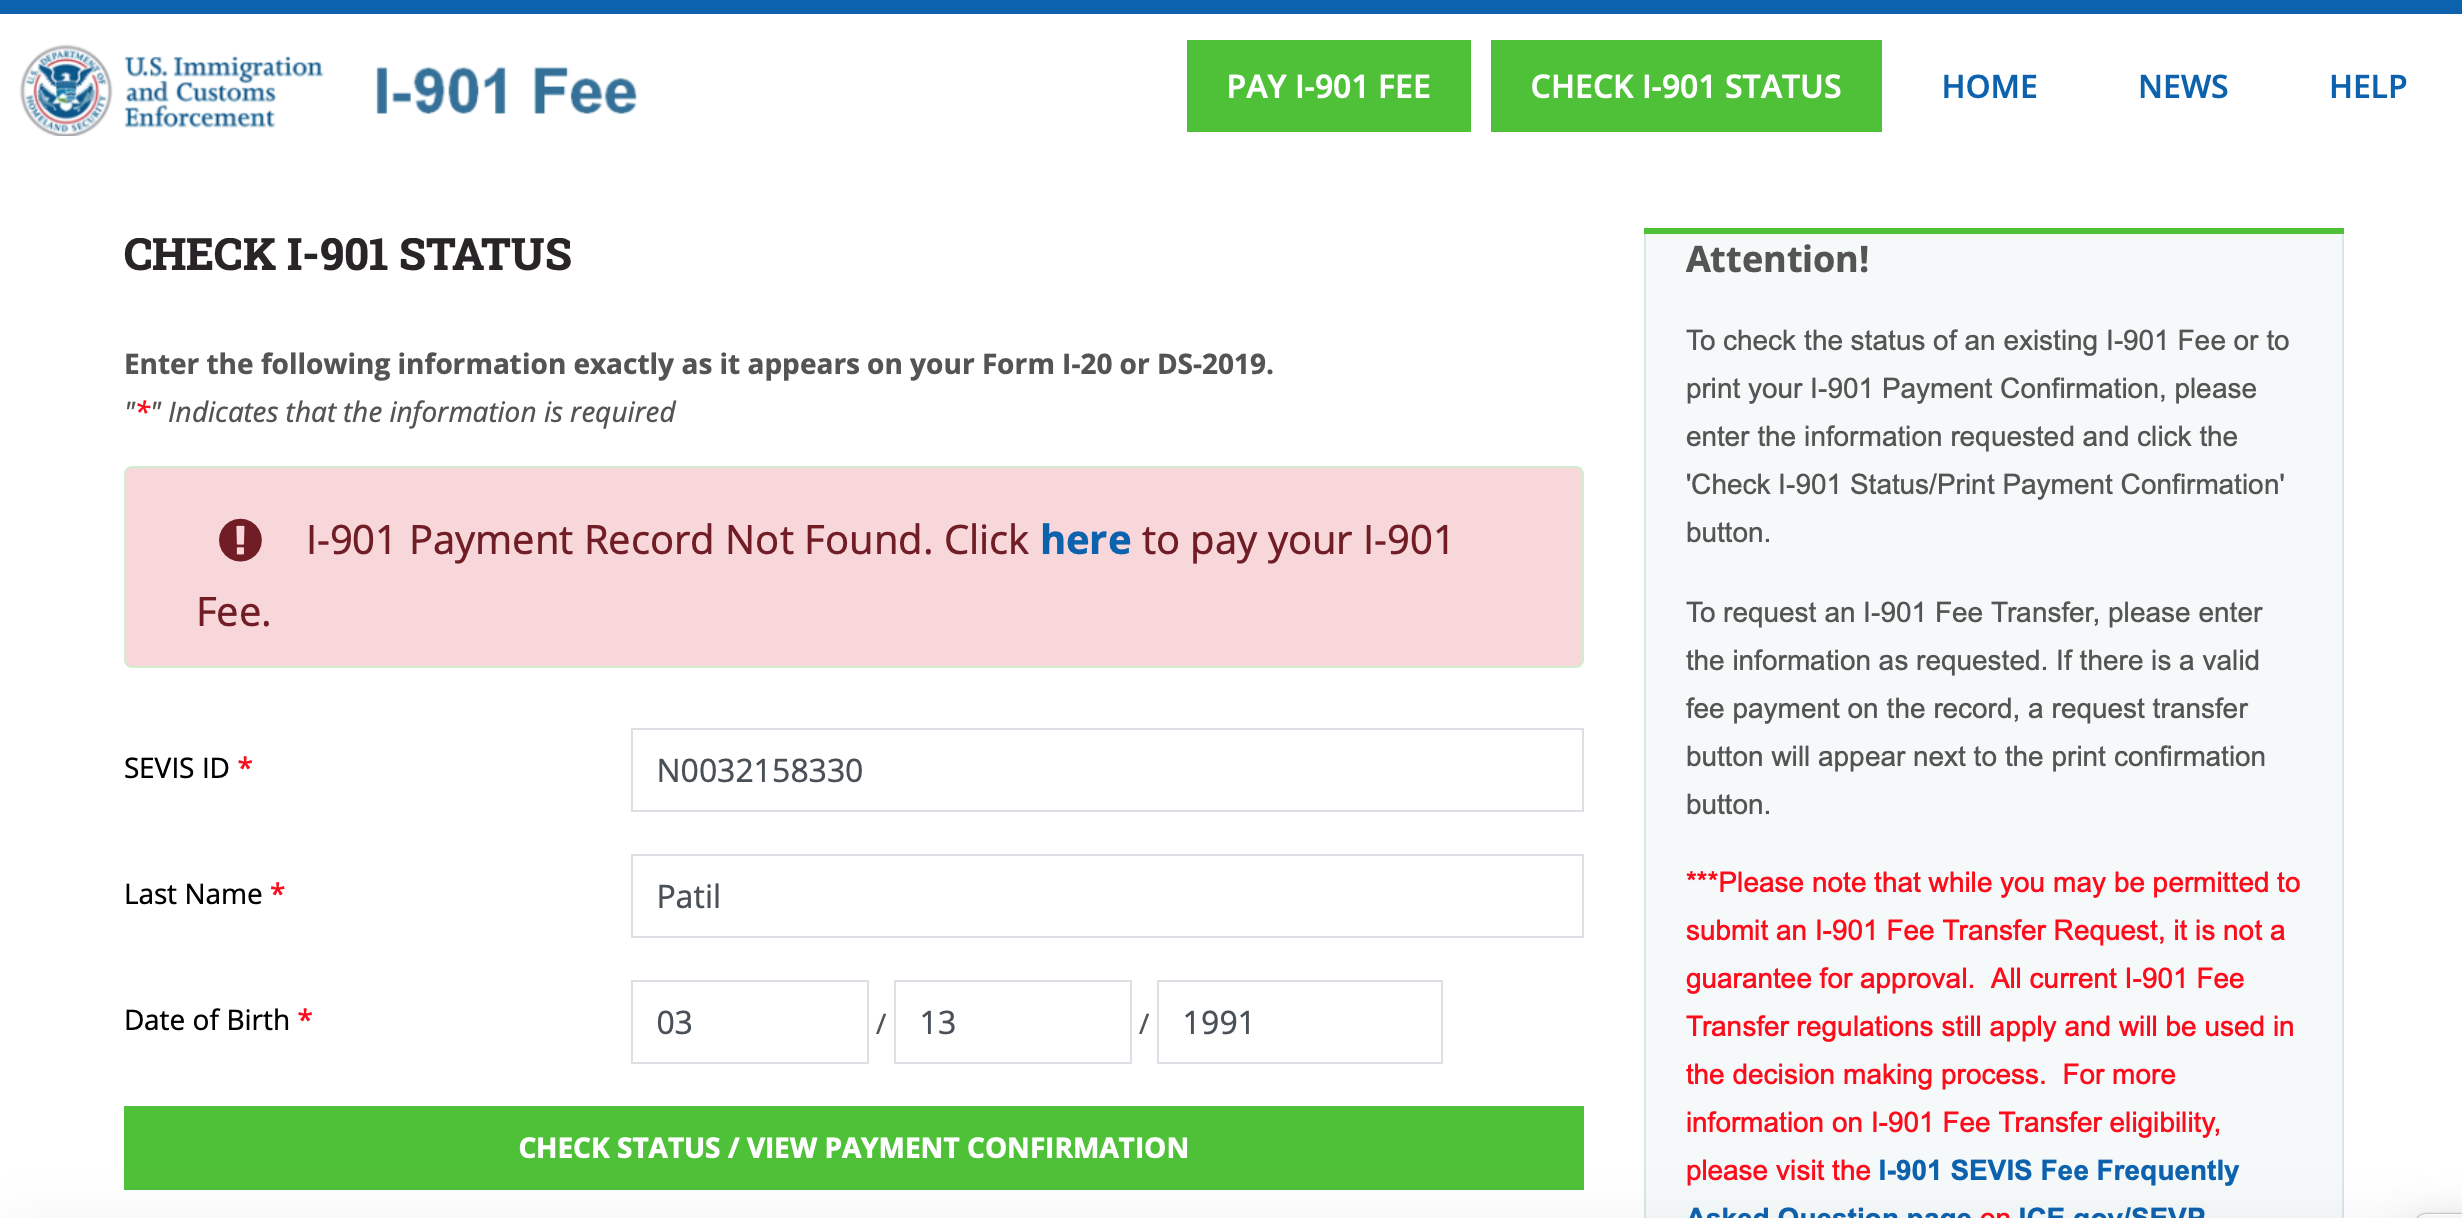 U.S. Immigration
and Customs
Enforcement
I-901 Fee
PAY I-901 FEE
CHECK I-901 STATUS
HOME
NEWS
HELP
CHECK I-901 STATUS
Enter the following information exactly as it appears on your Form I-20 or DS-2019.
"*" Indicates that the information is required
! I-901 Payment Record Not Found. Click here to pay your I-901
Fee.
SEVIS ID *
N0032158330
Last Name *
Patil
Date of Birth *
03 / 13 / 1991
CHECK STATUS / VIEW PAYMENT CONFIRMATION
Attention!
To check the status of an existing I-901 Fee or to
print your I-901 Payment Confirmation, please
enter the information requested and click the
'Check I-901 Status/Print Payment Confirmation'
button.
To request an I-901 Fee Transfer, please enter
the information as requested. If there is a valid
fee payment on the record, a request transfer
button will appear next to the print confirmation
button.
***Please note that while you may be permitted to
submit an I-901 Fee Transfer Request, it is not a
guarantee for approval.  All current I-901 Fee
Transfer regulations still apply and will be used in
the decision making process.  For more
information on I-901 Fee Transfer eligibility,
please visit the I-901 SEVIS Fee Frequently
Asked Question page on ICE.gov/SEVP